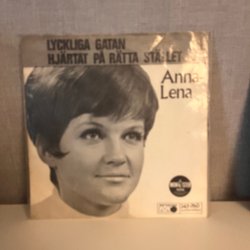 LYCKLIGA GATAN
HJÄRTAT PÅ RÄTTA STÄLLET
Anna-
Lena